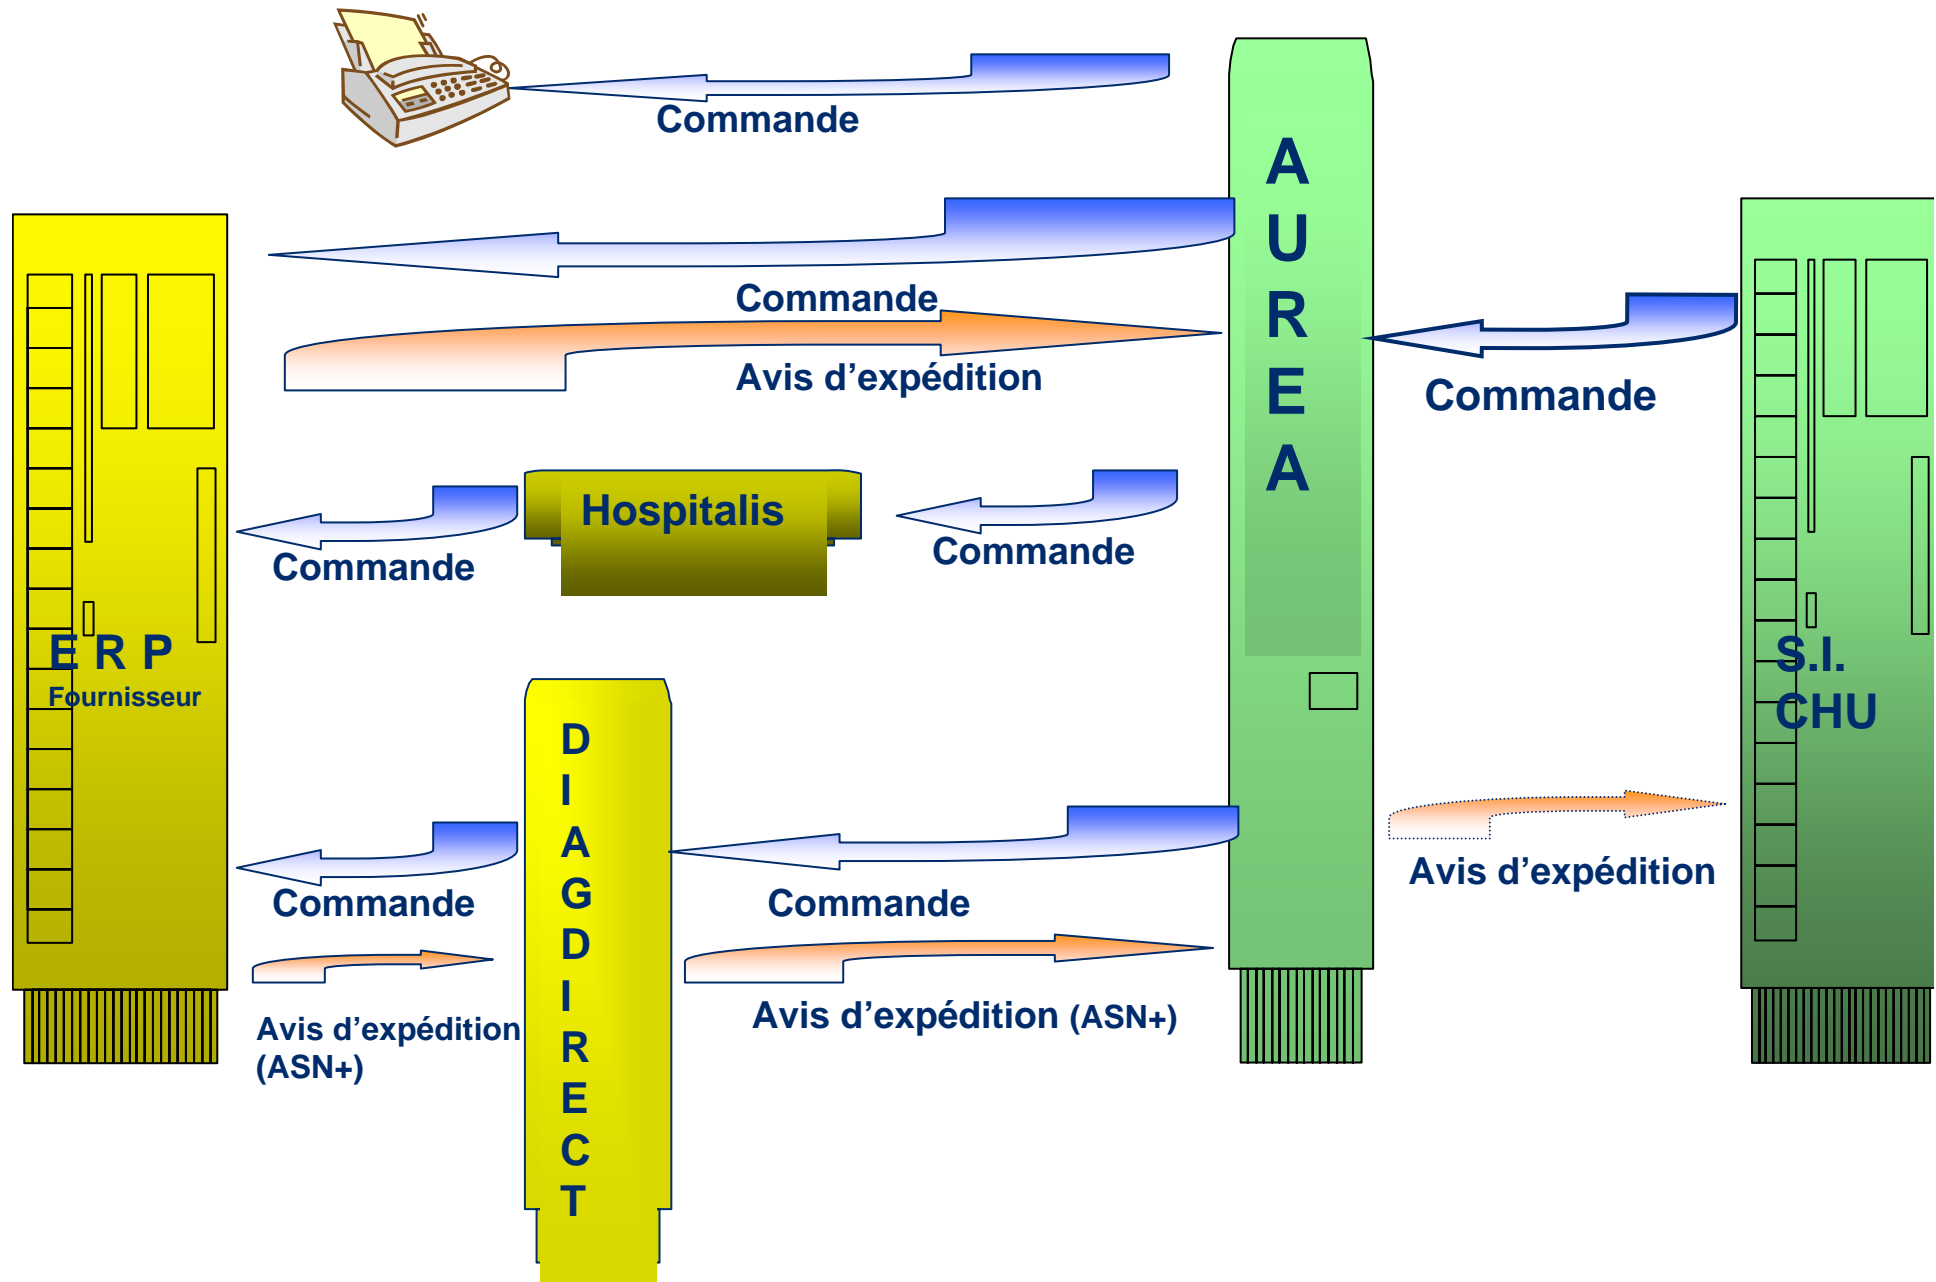 Commande
A
U
R
E
A
Commande
Avis d’expédition
Commande
Hospitalis
Commande
Commande
E R P
Fournisseur
S.I.
CHU
D
I
A
G
D
I
R
E
C
T
Commande
Commande
Avis d’expédition
Avis d’expédition
(ASN+)
Avis d’expédition (ASN+)